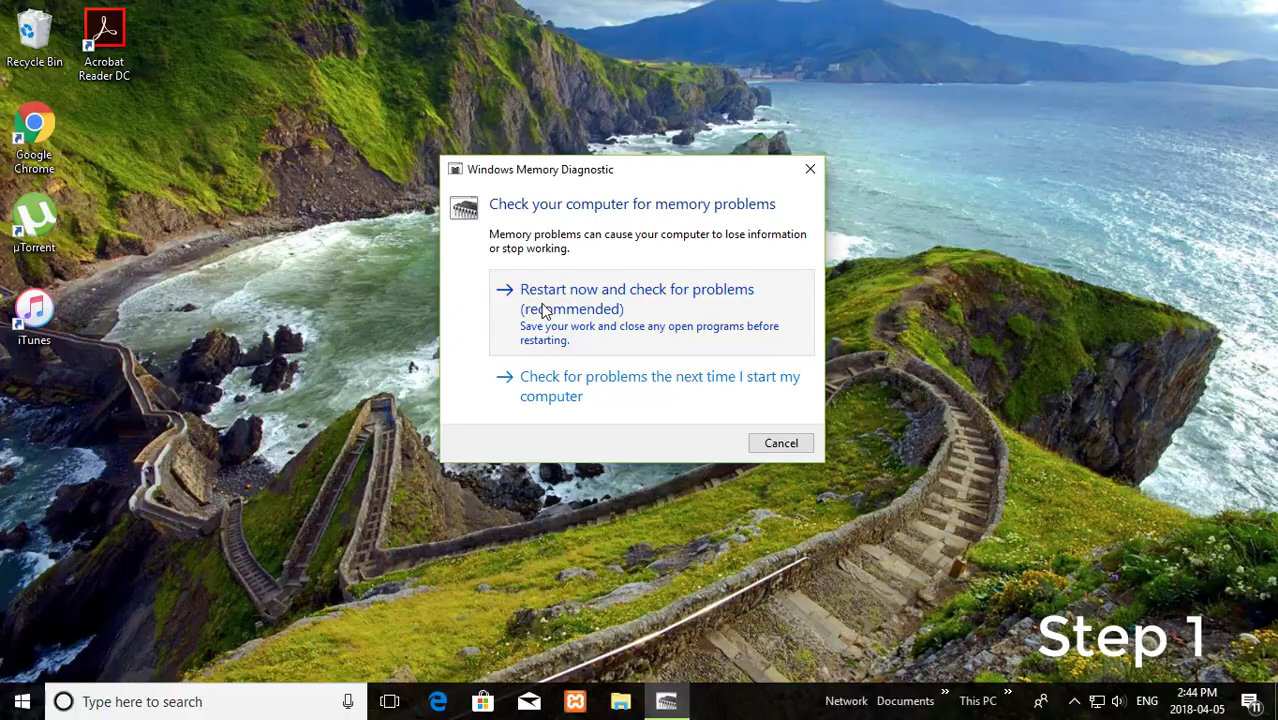 Recycle Bin
Acrobat
Reader DC
Google
Chrome
µTorrent
iTunes
Windows Memory Diagnostic
Check your computer for memory problems
Memory problems can cause your computer to lose information
or stop working.
Restart now and check for problems
(recommended)
Save your work and close any open programs before
restarting.
Check for problems the next time I start my
computer
Cancel
Step 1
Type here to search
Network
Documents
»
This PC
»
ENG
2:44 PM
2018-04-05
11